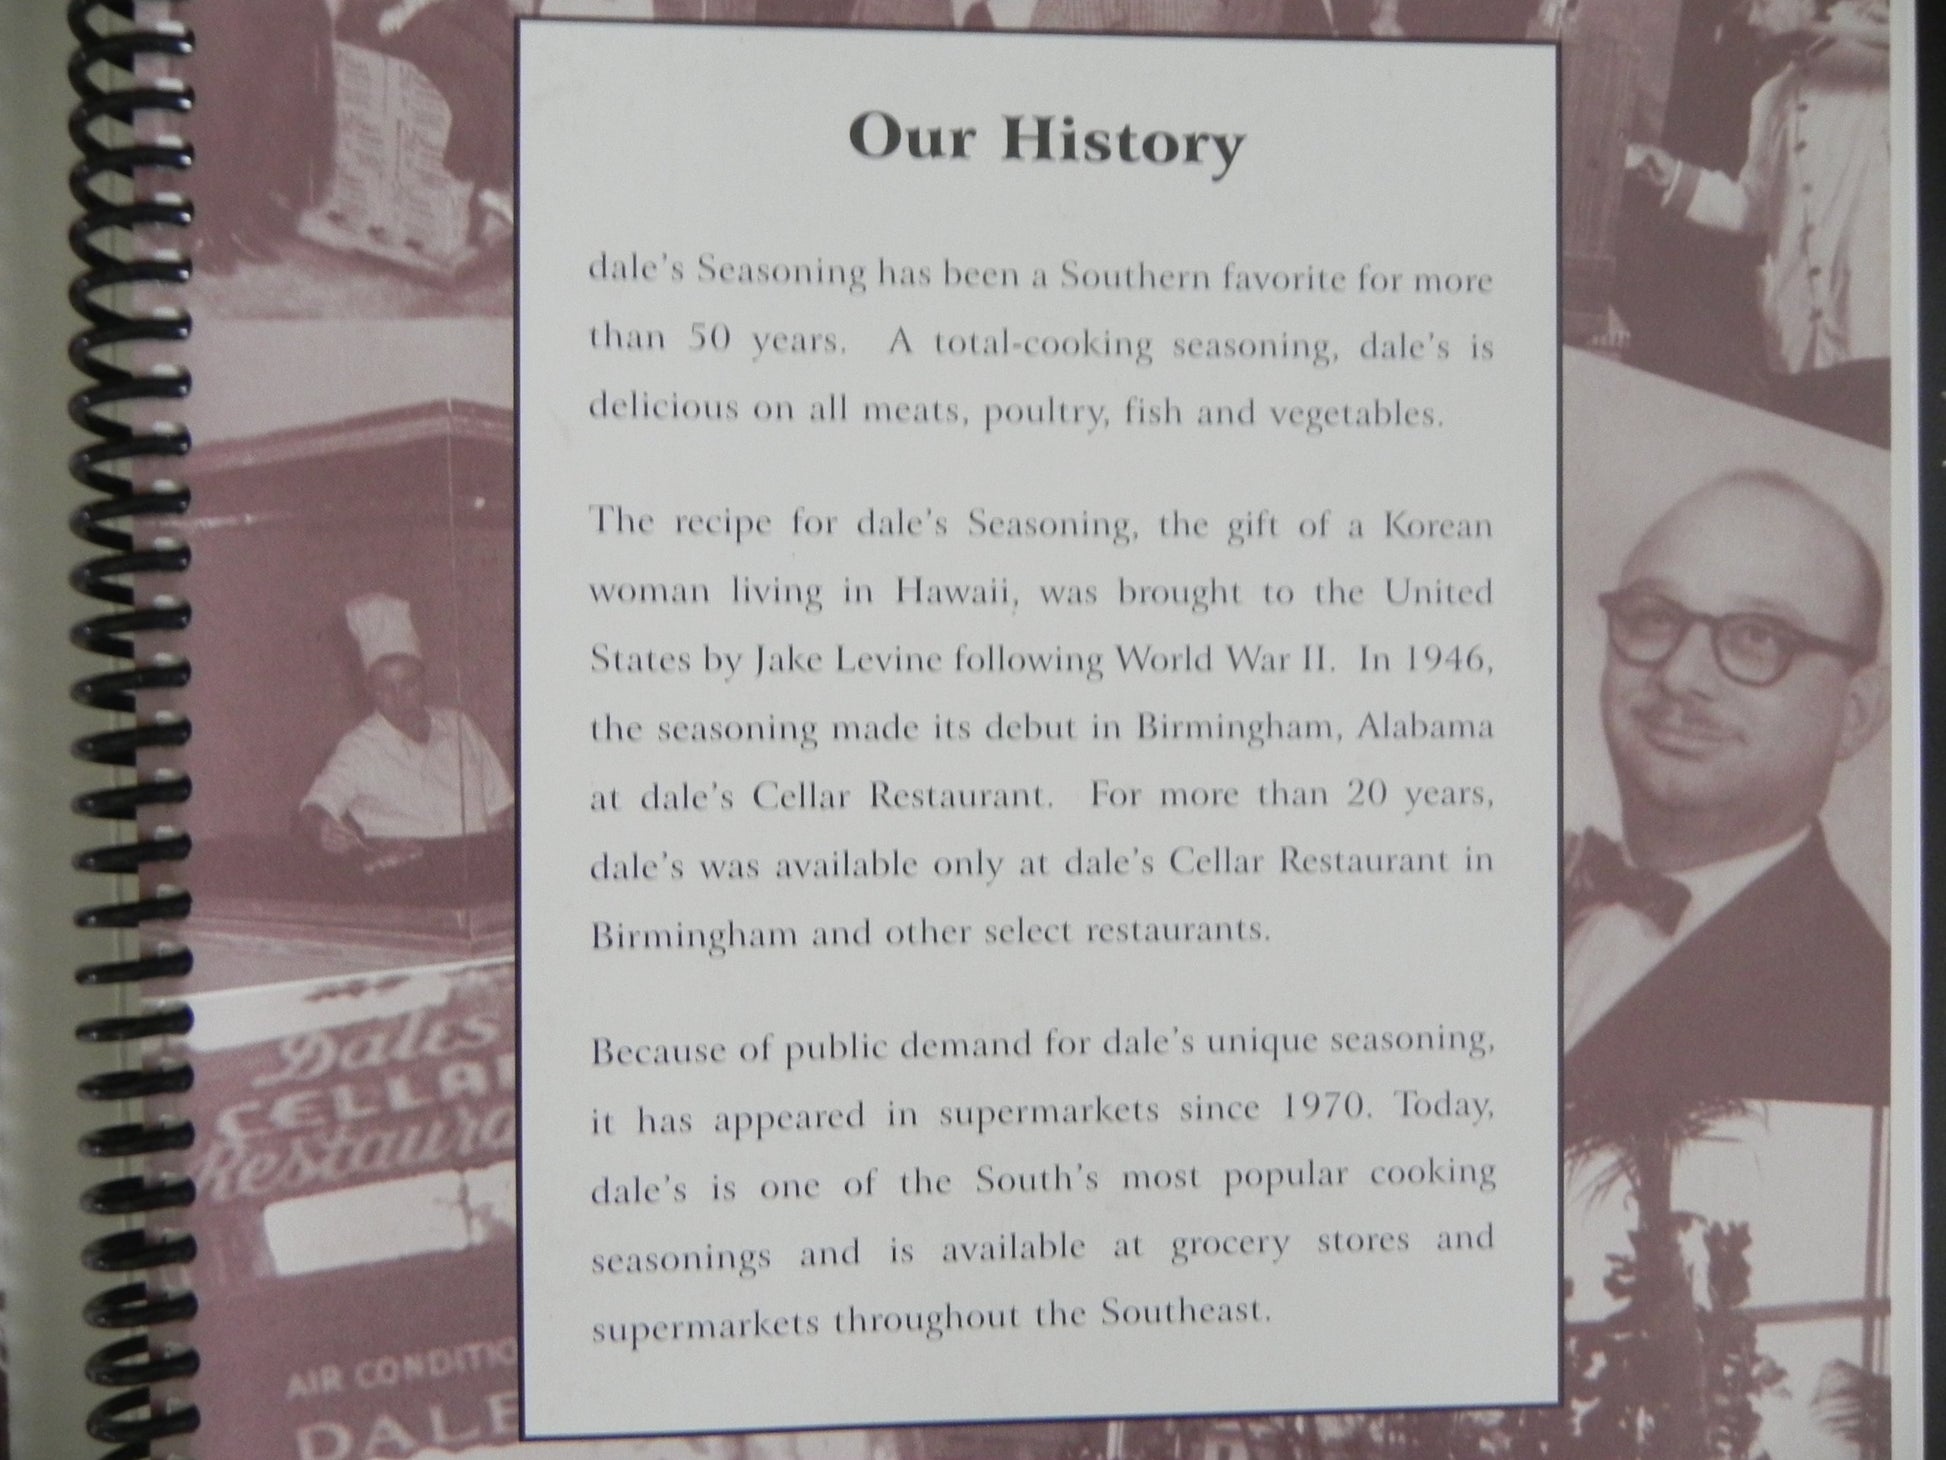 Our History
dale's Seasoning has been a Southern favorite for more
than 50 years. A total-cooking seasoning, dale's is
delicious on all meats, poultry, fish and vegetables.
The recipe for dale's Seasoning, the gift of a Korean
woman living in Hawaii, was brought to the United
States by Jake Levine following World War II. In 1946,
the seasoning made its debut in Birmingham, Alabama
at dale's Cellar Restaurant. For more than 20 years,
dale's was available only at dale's Cellar Restaurant in
Birmingham and other select restaurants.
Because of public demand for dale's unique seasoning,
it has appeared in supermarkets since 1970. Today,
dale's is one of the South's most popular cooking
seasonings and is available at grocery stores and
supermarkets throughout the Southeast.
Dales
CELLAR
Restaura
AIR CONDITIO
DALE